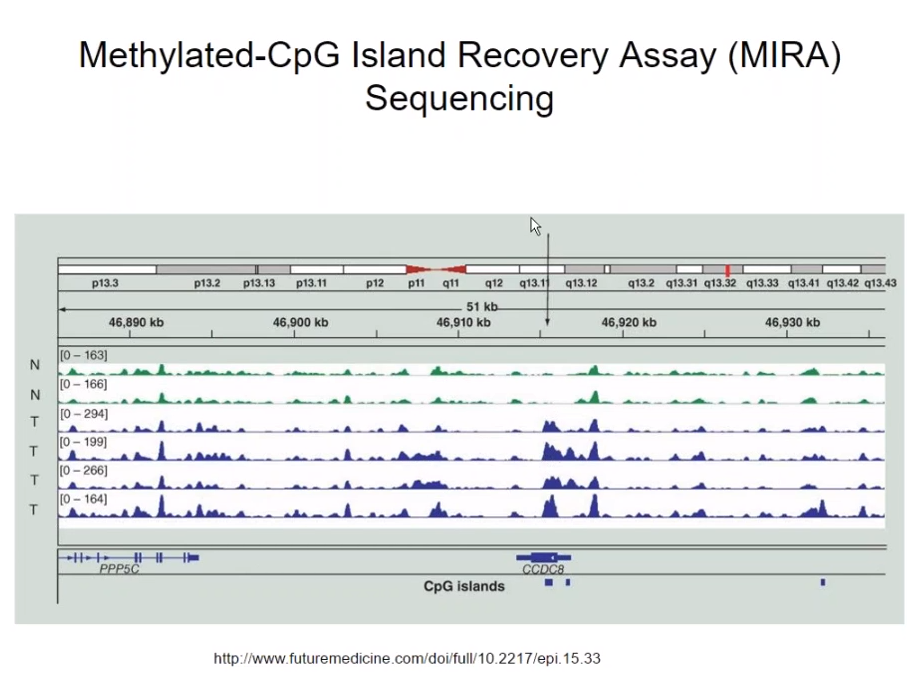 Methylated-CpG Island Recovery Assay (MIRA)
Sequencing
p13.3 p13.2 p13.13 p13.11 p12 p11 q11 q12 q13.11 q13.12 q13.2 q13.31 q13.32 q13.33 q13.41 q13.42 q13.43
51 kb
46,890 kb 46,900 kb 46,910 kb 46,920 kb 46,930 kb
[0 – 163]
N
[0 – 166]
N
[0 – 294]
T
[0 – 199]
T
[0 – 266]
T
[0 – 164]
T
PPP5C CCDC8
CpG islands
http://www.futuremedicine.com/doi/full/10.2217/epi.15.33